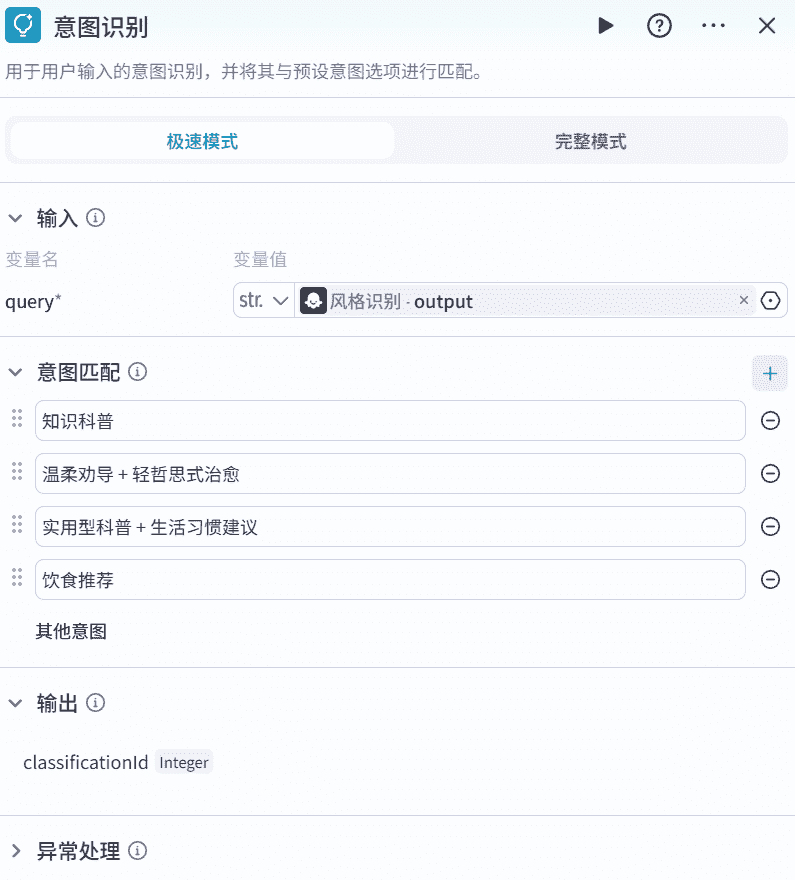 意图识别
用于用户输入的意图识别，并将其与预设意图选项进行匹配。
极速模式 完整模式
输入
变量名 变量值
query* str. 风格识别 - output
意图匹配
知识科普
温柔劝导 + 轻哲思式治愈
实用型科普 + 生活习惯建议
饮食推荐
其他意图
输出
classificationId Integer
异常处理